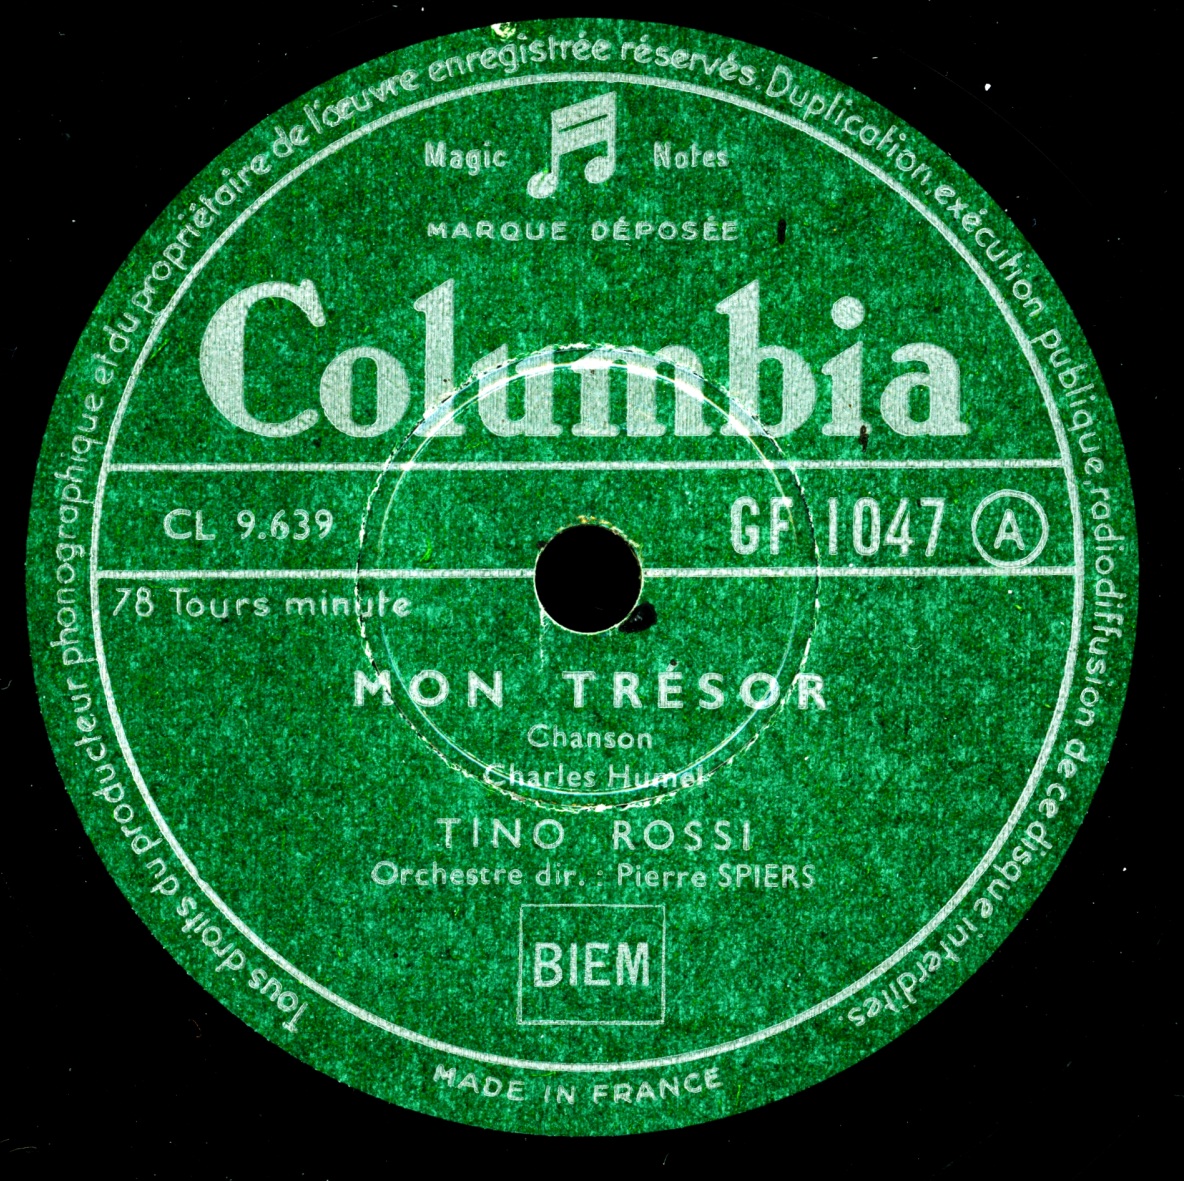 Tous droits du producteur phonographique et du propriétaire de l'œuvre enregistrée réservés. Duplication, exécution publique, radiodiffusion de ce disque interdites.
Magic Notes
MARQUE DÉPOSÉE
Columbia
CL 9.639 GF 1047 A
78 Tours minute
MON TRÉSOR
Chanson
Charles Humel
TINO ROSSI
Orchestre dir. : Pierre SPIERS
BIEM
MADE IN FRANCE